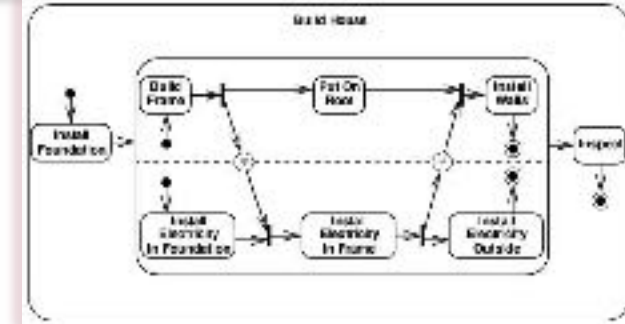 Build House
Build
Frame
Put On
Roof
Install
Walls
Install
Foundation
Inspect
Install
Electricity
In Foundation
Install
Electricity
In Frame
Install
Electricity
Outside